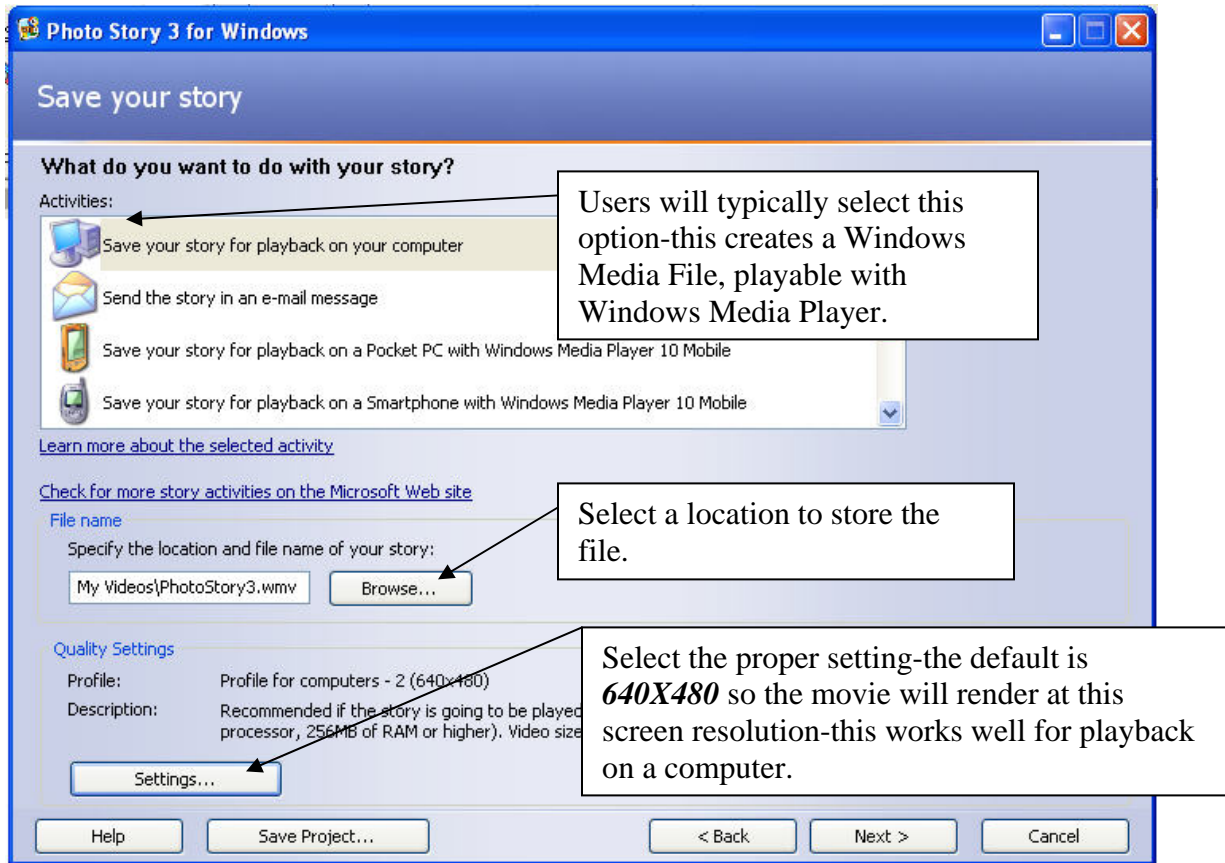 Photo Story 3 for Windows
Save your story
What do you want to do with your story?
Activities:
Save your story for playback on your computer
Send the story in an e-mail message
Save your story for playback on a Pocket PC with Windows Media Player 10 Mobile
Save your story for playback on a Smartphone with Windows Media Player 10 Mobile
Users will typically select this
option-this creates a Windows
Media File, playable with
Windows Media Player.
Learn more about the selected activity
Check for more story activities on the Microsoft Web site
File name
Specify the location and file name of your story:
My Videos\PhotoStory3.wmv
Browse...
Select a location to store the
file.
Quality Settings
Profile: Profile for computers - 2 (640x480)
Description: Recommended if the story is going to be played
processor, 256MB of RAM or higher). Video size
Settings...
Select the proper setting-the default is
640X480 so the movie will render at this
screen resolution-this works well for playback
on a computer.
Help
Save Project...
< Back
Next >
Cancel